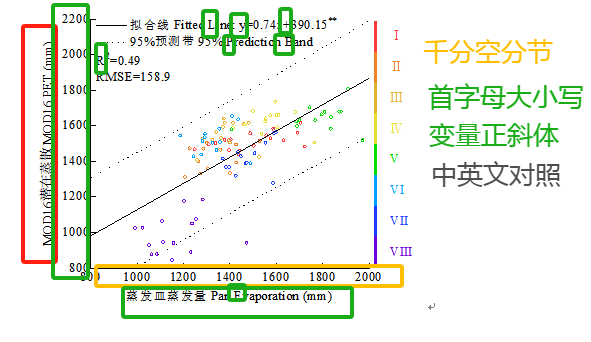 拟合线 Fitted Line: y=0.74x+390.15**
95%预测带 95% Prediction Band
R²=0.49
RMSE=158.9
2200
2000
1800
1600
1400
1200
1000
800
MOD16潜在蒸散 MOD16 PET (mm)
800 1000 1200 1400 1600 1800 2000
蒸发皿蒸发量 Pan Evaporation (mm)
I
II
III
IV
V
VI
VII
VIII
千分空分节
首字母大小写
变量正斜体
中英文对照